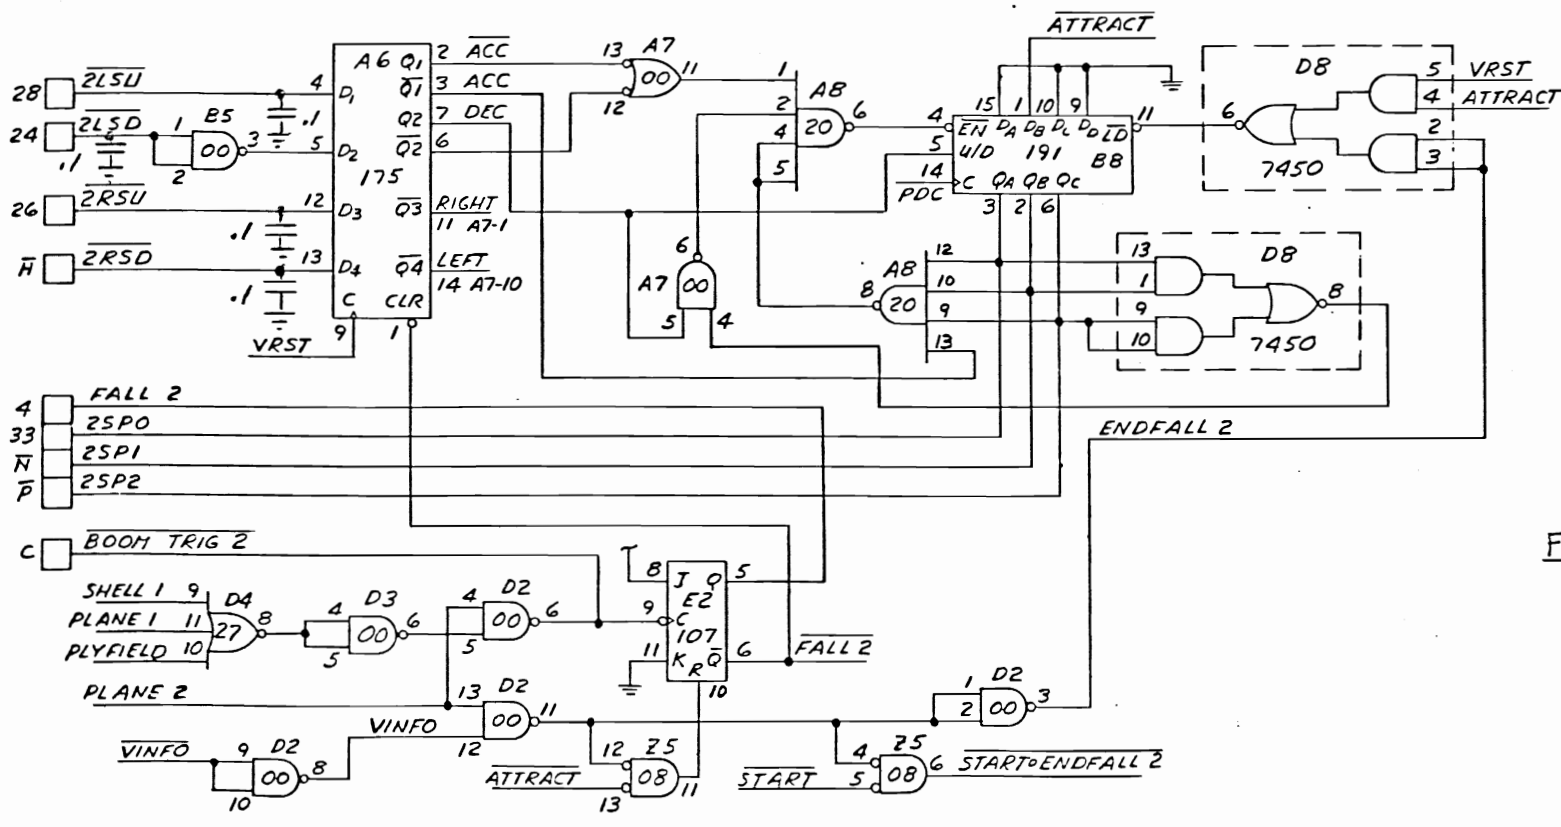 ATTRACT
28 2LSU 4 D1 A6 Q1 2 ACC 13 A7 11
00
12
.1
Q1 3 ACC
24 2LSD 1 B5 3 5 D2
00
2
.1
Q2 7 DEC
Q2 6
175
26 2RSU 12 D3 Q3 RIGHT
11 A7-1
.1
H 2RSD 13 D4 Q4 LEFT
14 A7-10
.1
C CLR
9 1
VRST
1 A8
2 6
4 20
5
15 1 10 9
4 EN DA DB DC DD LD 11
5 U/D 191 B8
14 C QA QB QC
PDC
3 2 6
D8
5 VRST
4 ATTRACT
6 2
3
7450
6
A7 00
5 4
A8 12
8 10
20 9
13
D8
13
1
9 8
10
7450
4 FALL 2
33 2SP0
N 2SP1
P 2SP2
ENDFALL 2
C BOOM TRIG 2
F
SHELL 1 9 D4
PLANE 1 11 27 8
PLYFIELD 10
D3
4 6
00
5
D2
4 6
00
5
8 J Q 5
E2
9 C
107
11 K R Q 6 FALL 2
10
PLANE 2 13 D2
00 11
VINFO 12
VINFO 9 D2
00 8
10
12 Z5
ATTRACT 08
13 11
1 D2
00 3
2
4 Z5
START 5 08 6 START∘ENDFALL 2